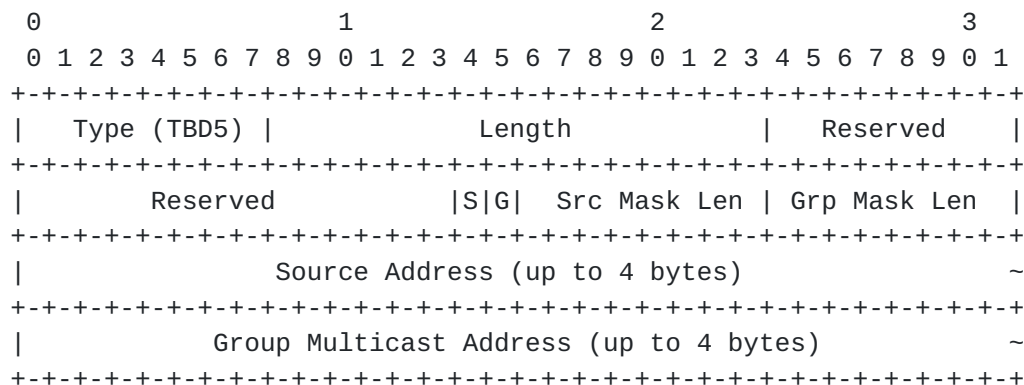 0                   1                   2                   3
 0 1 2 3 4 5 6 7 8 9 0 1 2 3 4 5 6 7 8 9 0 1 2 3 4 5 6 7 8 9 0 1
+-+-+-+-+-+-+-+-+-+-+-+-+-+-+-+-+-+-+-+-+-+-+-+-+-+-+-+-+-+-+-+-+
|   Type (TBD5) |             Length            |   Reserved    |
+-+-+-+-+-+-+-+-+-+-+-+-+-+-+-+-+-+-+-+-+-+-+-+-+-+-+-+-+-+-+-+-+
|        Reserved           |S|G|  Src Mask Len | Grp Mask Len  |
+-+-+-+-+-+-+-+-+-+-+-+-+-+-+-+-+-+-+-+-+-+-+-+-+-+-+-+-+-+-+-+-+
|                Source Address (up to 4 bytes)                 ~
+-+-+-+-+-+-+-+-+-+-+-+-+-+-+-+-+-+-+-+-+-+-+-+-+-+-+-+-+-+-+-+-+
|            Group Multicast Address (up to 4 bytes)            ~
+-+-+-+-+-+-+-+-+-+-+-+-+-+-+-+-+-+-+-+-+-+-+-+-+-+-+-+-+-+-+-+-+